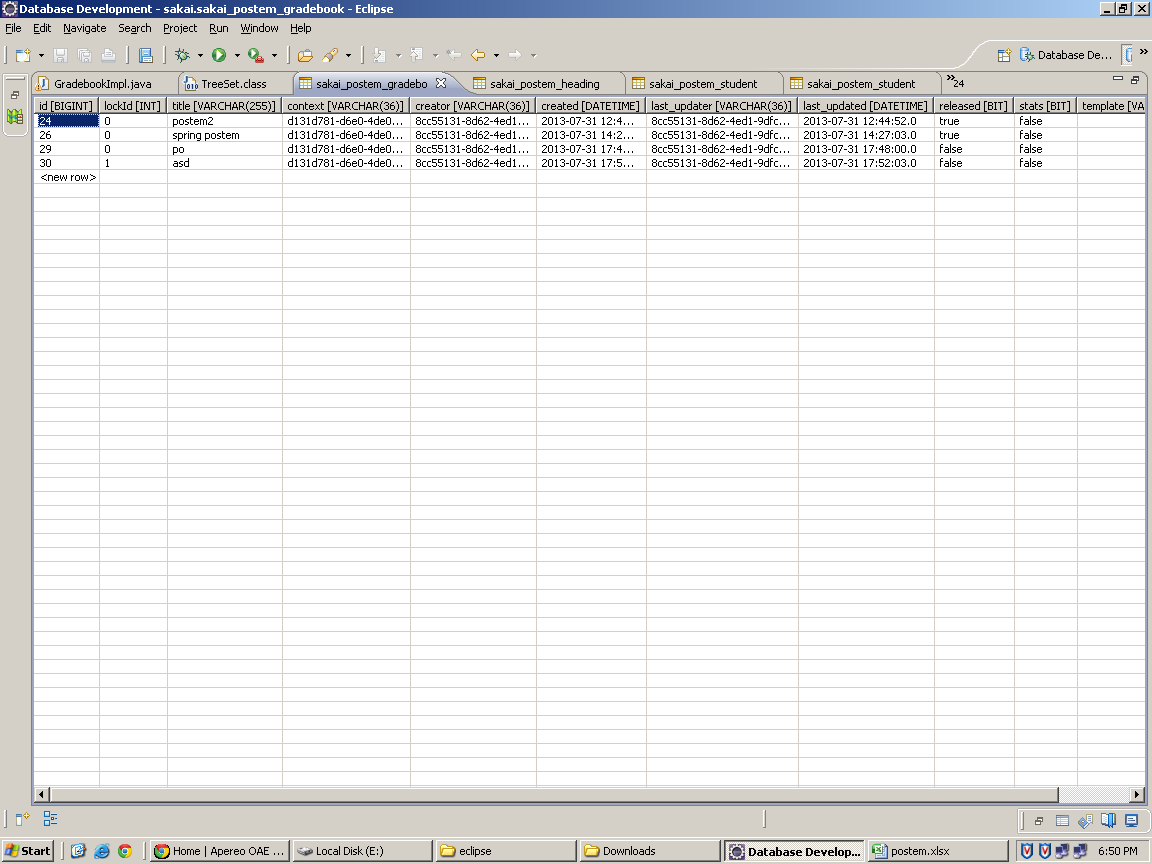 Database Development - sakai.sakai_postem_gradebook - Eclipse
File Edit Navigate Search Project Run Window Help
Database De...
GradebookImpl.java TreeSet.class sakai_postem_gradebo sakai_postem_heading sakai_postem_student sakai_postem_student »24
id [BIGINT] lockId [INT] title [VARCHAR(255)] context [VARCHAR(36)] creator [VARCHAR(36)] created [DATETIME] last_updater [VARCHAR(36)] last_updated [DATETIME] released [BIT] stats [BIT] template [VA
24 0 postem2 d131d781-d6e0-4de0... 8cc55131-8d62-4ed1... 2013-07-31 12:4... 8cc55131-8d62-4ed1-9dfc... 2013-07-31 12:44:52.0 true false
26 0 spring postem d131d781-d6e0-4de0... 8cc55131-8d62-4ed1... 2013-07-31 14:2... 8cc55131-8d62-4ed1-9dfc... 2013-07-31 14:27:03.0 true false
29 0 po d131d781-d6e0-4de0... 8cc55131-8d62-4ed1... 2013-07-31 17:4... 8cc55131-8d62-4ed1-9dfc... 2013-07-31 17:48:00.0 false false
30 1 asd d131d781-d6e0-4de0... 8cc55131-8d62-4ed1... 2013-07-31 17:5... 8cc55131-8d62-4ed1-9dfc... 2013-07-31 17:52:03.0 false false
<new row>
Start Home | Apereo OAE ... Local Disk (E:) eclipse Downloads Database Develop... postem.xlsx 6:50 PM